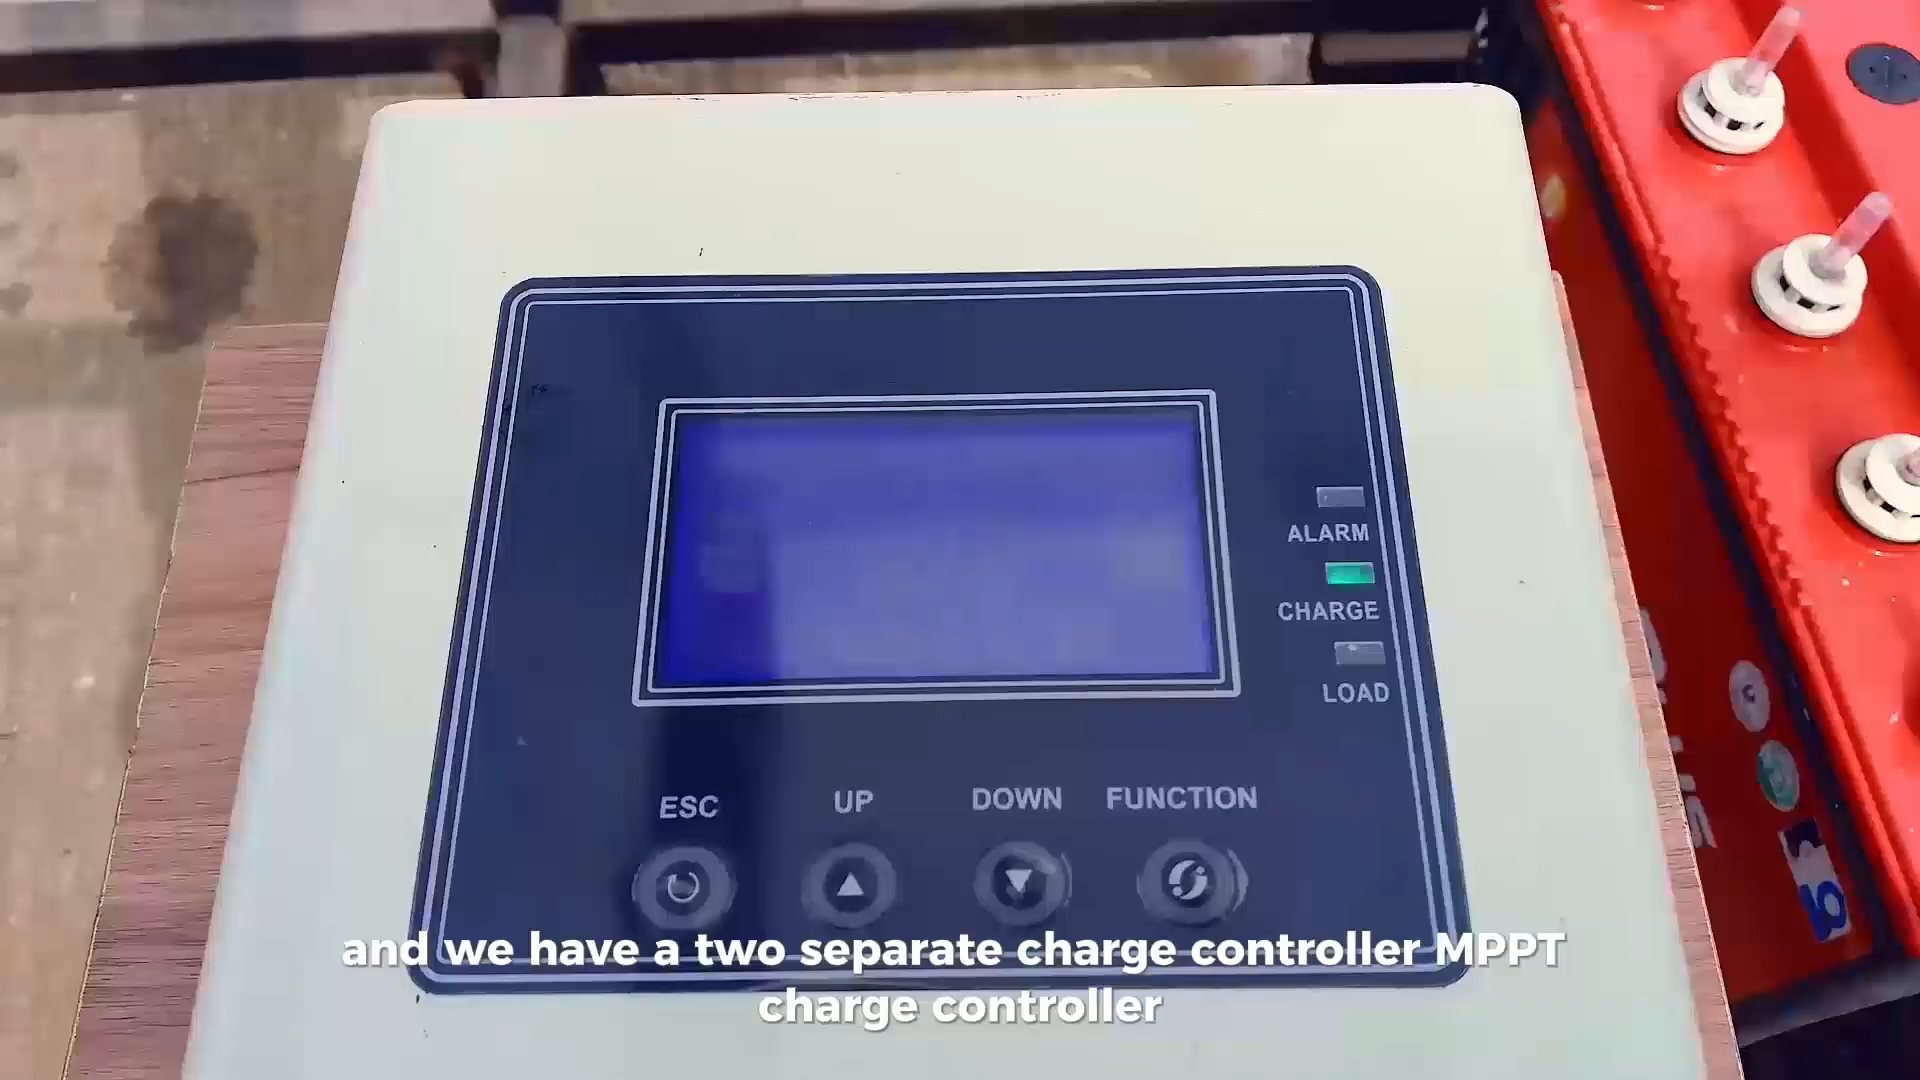 ALARM
CHARGE
LOAD
ESC
UP
DOWN
FUNCTION
and we have a two separate charge controller MPPT
charge controller